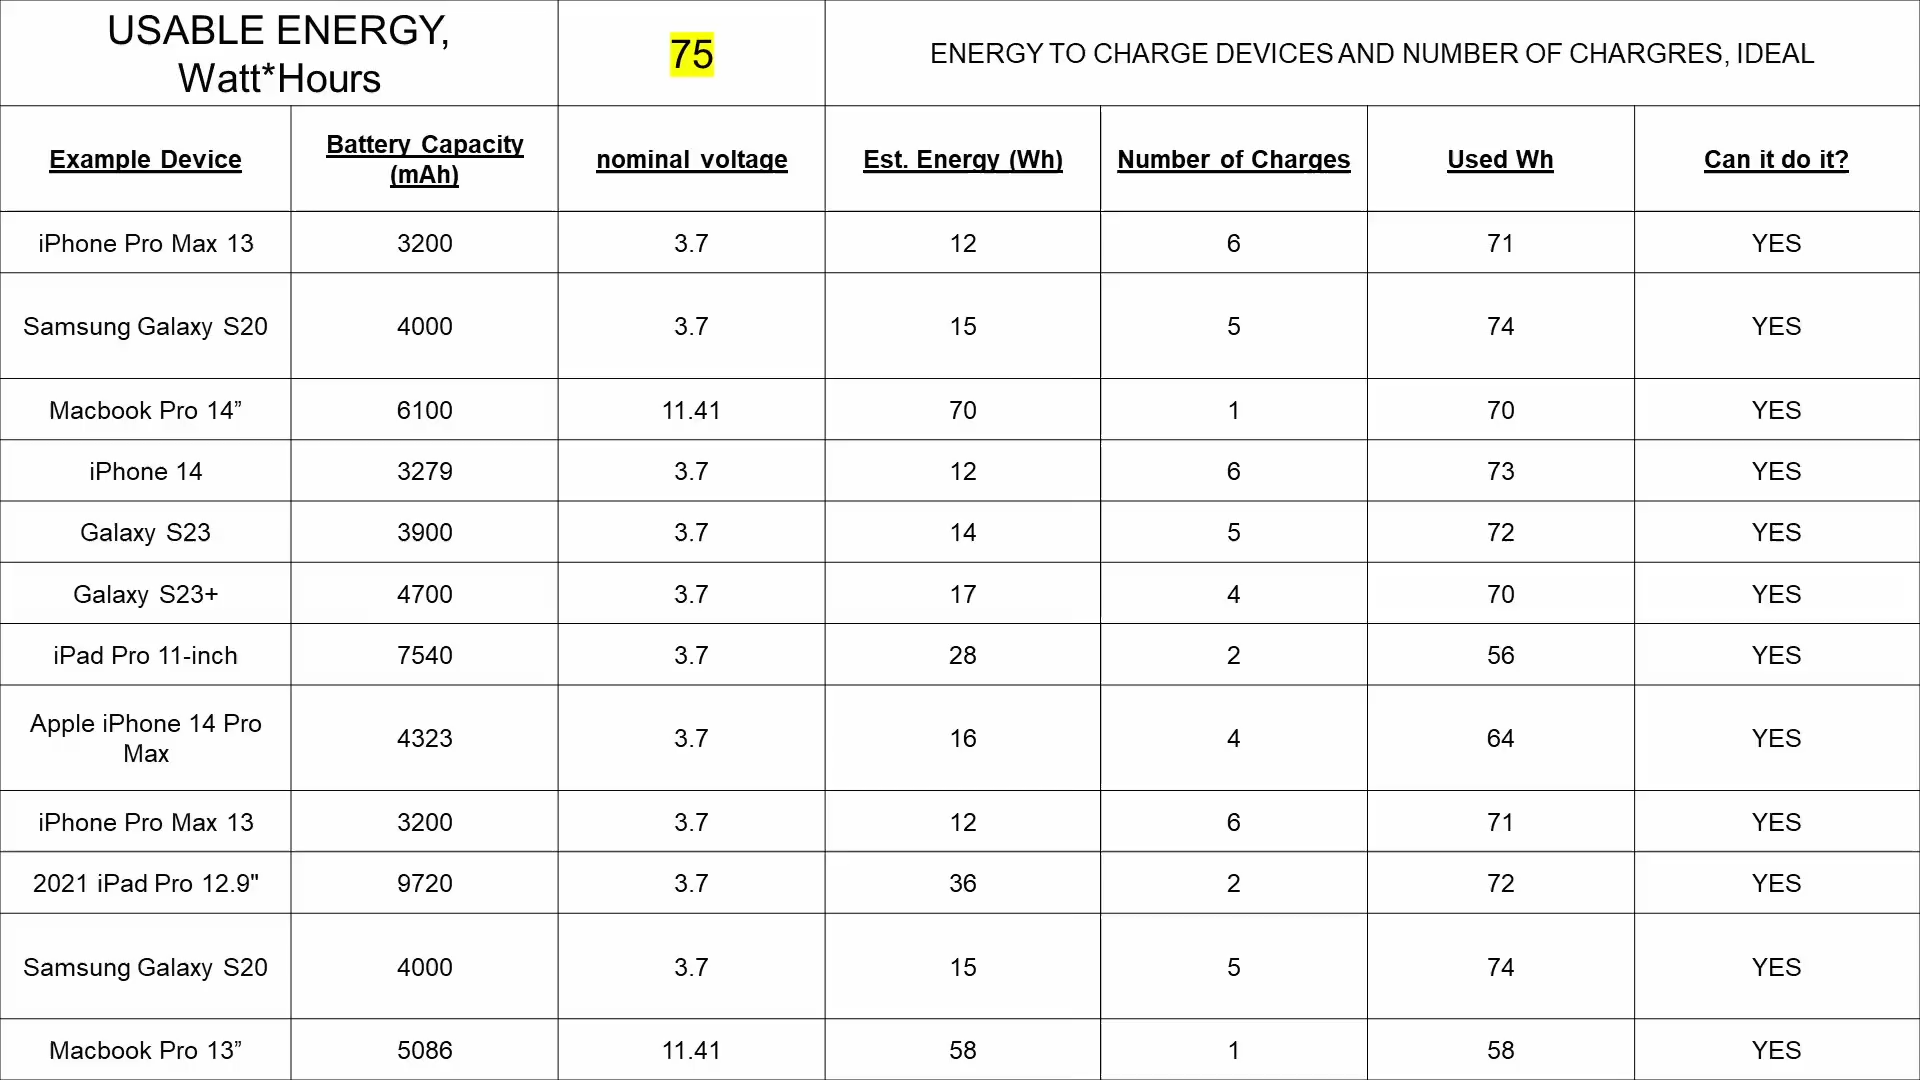 USABLE ENERGY,
Watt*Hours
75
ENERGY TO CHARGE DEVICES AND NUMBER OF CHARGRES, IDEAL
Example Device Battery Capacity (mAh) nominal voltage Est. Energy (Wh) Number of Charges Used Wh Can it do it?
iPhone Pro Max 13 3200 3.7 12 6 71 YES
Samsung Galaxy S20 4000 3.7 15 5 74 YES
Macbook Pro 14” 6100 11.41 70 1 70 YES
iPhone 14 3279 3.7 12 6 73 YES
Galaxy S23 3900 3.7 14 5 72 YES
Galaxy S23+ 4700 3.7 17 4 70 YES
iPad Pro 11-inch 7540 3.7 28 2 56 YES
Apple iPhone 14 Pro Max 4323 3.7 16 4 64 YES
iPhone Pro Max 13 3200 3.7 12 6 71 YES
2021 iPad Pro 12.9" 9720 3.7 36 2 72 YES
Samsung Galaxy S20 4000 3.7 15 5 74 YES
Macbook Pro 13” 5086 11.41 58 1 58 YES